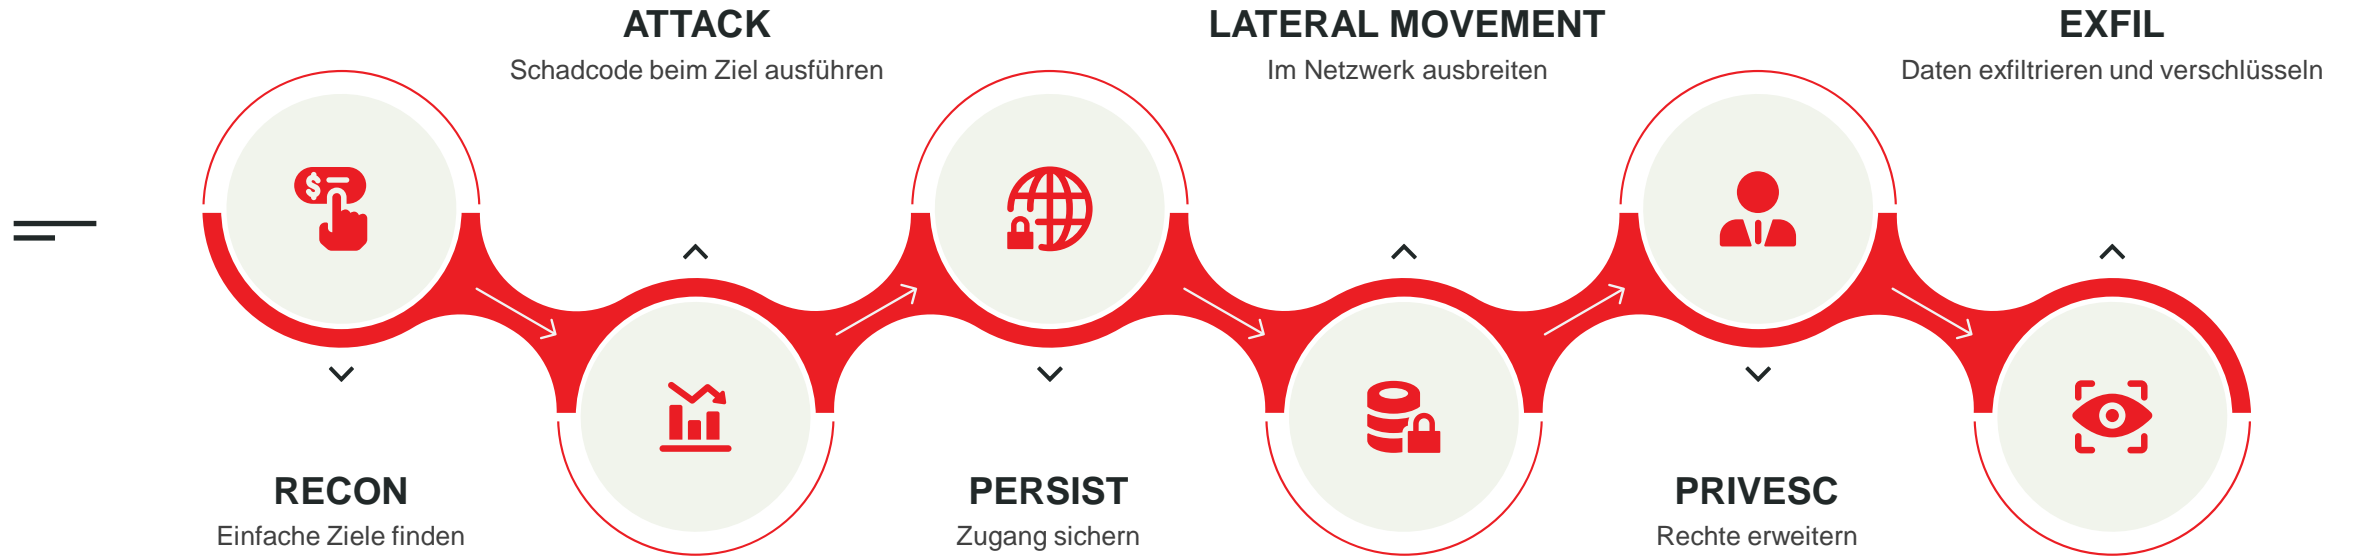 ATTACK
Schadcode beim Ziel ausführen
LATERAL MOVEMENT
Im Netzwerk ausbreiten
EXFIL
Daten exfiltrieren und verschlüsseln
$
RECON
Einfache Ziele finden
PERSIST
Zugang sichern
PRIVESC
Rechte erweitern